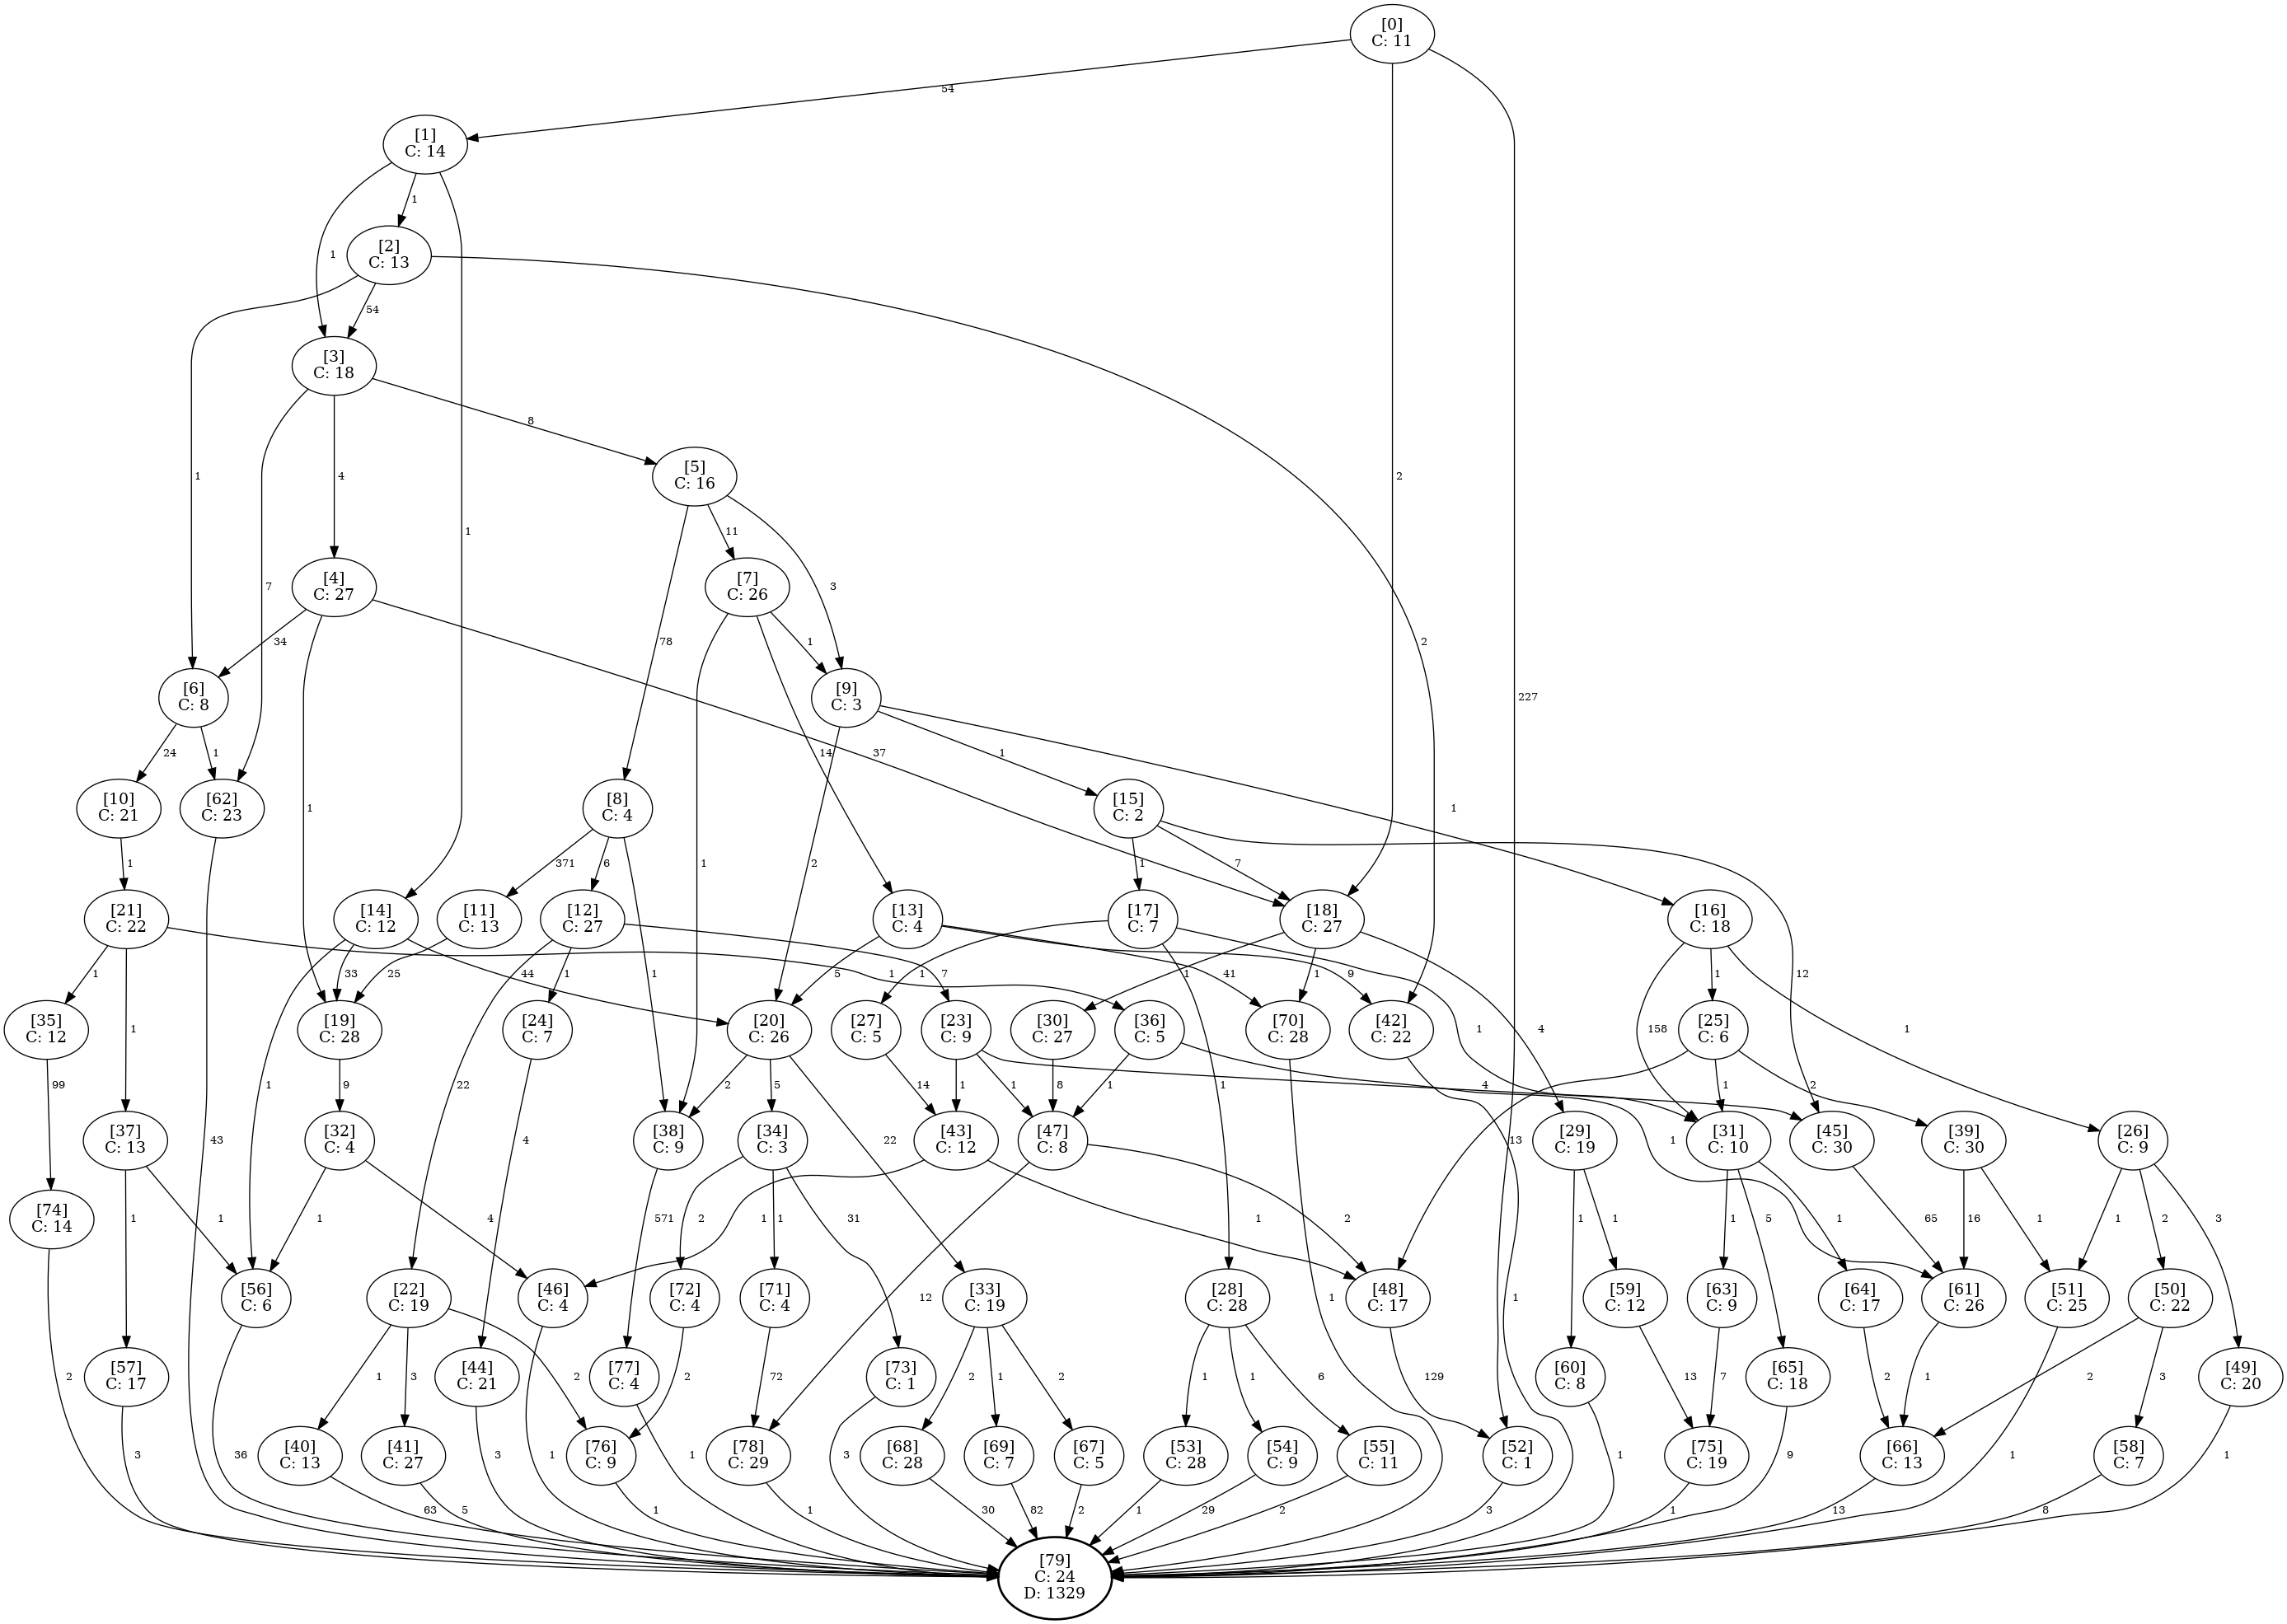 [0]
C: 11
54
[1]
C: 14
1
2
[2]
C: 13
1
54
227
[3]
C: 18
8
[5]
C: 16
1
4
1
2
7
11
3
[4]
C: 27
[7]
C: 26
34
78
1
[6]
C: 8
[9]
C: 3
24
1
37
14
1
[10]
C: 21
[62]
C: 23
1
[8]
C: 4
[15]
C: 2
1
1
371
6
1
2
1
7
[21]
C: 22
[14]
C: 12
[11]
C: 13
[12]
C: 27
[13]
C: 4
[17]
C: 7
[18]
C: 27
[16]
C: 18
1
33
25
44
1
7
1
1
5
41
1
1
9
12
[35]
C: 12
[19]
C: 28
[24]
C: 7
[20]
C: 26
[27]
C: 5
[23]
C: 9
[30]
C: 27
[36]
C: 5
[70]
C: 28
[42]
C: 22
[25]
C: 6
99
1
9
1
22
1
2
5
14
1
1
8
1
1
4
1
4
158
1
2
1
[37]
C: 13
[32]
C: 4
[38]
C: 9
[34]
C: 3
[43]
C: 12
[47]
C: 8
[29]
C: 19
[31]
C: 10
[45]
C: 30
[39]
C: 30
[26]
C: 9
43
22
13
1
[74]
C: 14
1
1
1
4
4
571
2
1
31
1
1
2
1
1
1
5
1
65
16
1
1
2
3
[56]
C: 6
[22]
C: 19
[46]
C: 4
[72]
C: 4
[71]
C: 4
[33]
C: 19
[28]
C: 28
[48]
C: 17
[59]
C: 12
[63]
C: 9
[64]
C: 17
[61]
C: 26
[51]
C: 25
[50]
C: 22
12
1
1
[57]
C: 17
2
1
3
[44]
C: 21
2
[77]
C: 4
2
72
[73]
C: 1
2
1
2
1
1
6
129
[60]
C: 8
13
7
[65]
C: 18
2
1
2
3
[49]
C: 20
[40]
C: 13
[41]
C: 27
[76]
C: 9
[78]
C: 29
[68]
C: 28
[69]
C: 7
[67]
C: 5
[53]
C: 28
[54]
C: 9
[55]
C: 11
[52]
C: 1
[75]
C: 19
[66]
C: 13
[58]
C: 7
3
36
3
1
1
3
1
9
1
1
63
5
1
1
30
82
2
1
29
2
3
1
13
8
[79]
C: 24
D: 1329